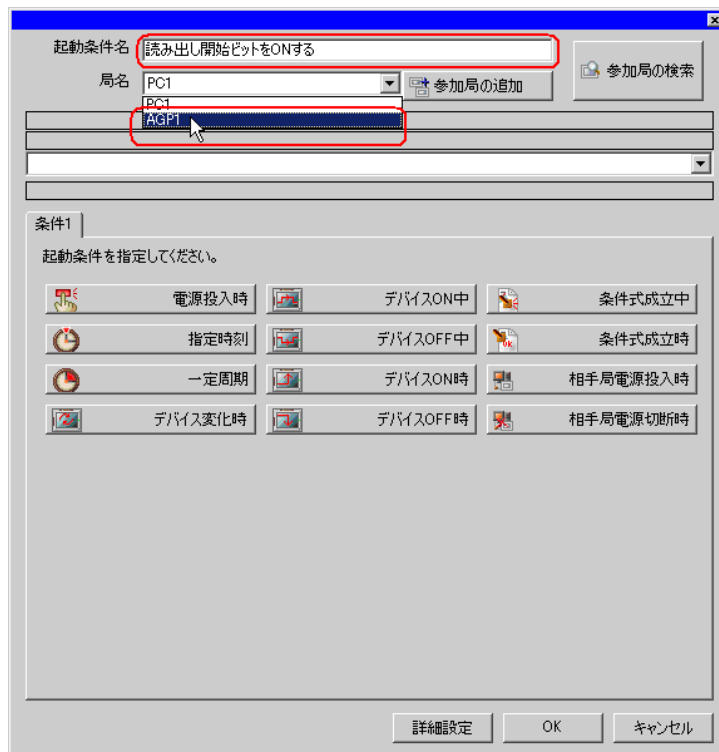 起動条件名 読み出し開始ビットをONする
参加局の検索
局名 PC1 参加局の追加
PC1
AGP1
条件1
起動条件を指定してください。
電源投入時 デバイスON中 条件式成立中
指定時刻 デバイスOFF中 条件式成立時
一定周期 デバイスON時 相手局電源投入時
デバイス変化時 デバイスOFF時 相手局電源切断時
詳細設定 OK キャンセル